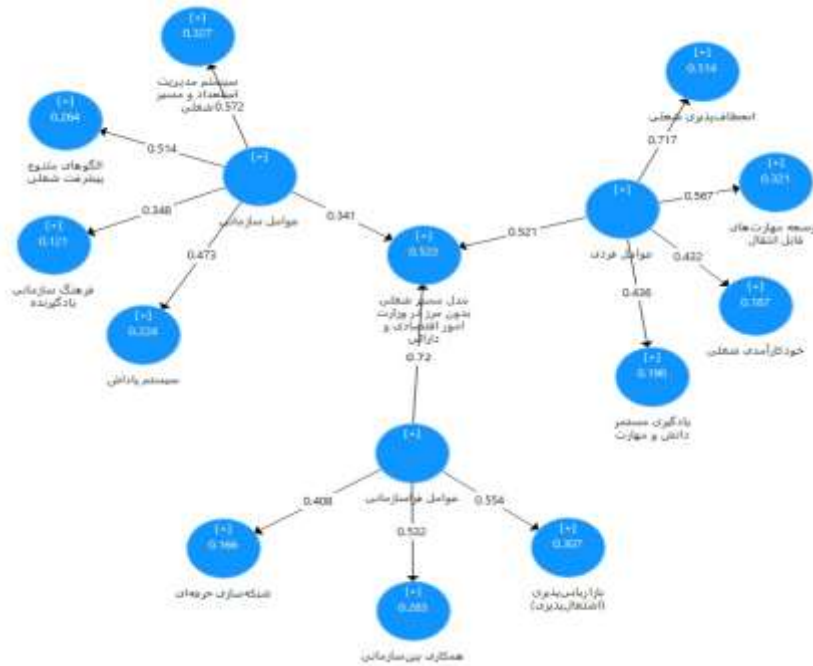 [+]
0.307
سیستم مدیریت
استعداد و مسیر
شغلی
0.572
[+]
0.264
الگوهای متنوع
پیشرفت شغلی
0.514
[+]
عوامل سازمانی
0.348
[+]
0.121
فرهنگ سازمانی
یادگیرنده
0.473
[+]
0.224
سیستم پاداش
0.341
[+]
مدل مسیر شغلی
بدون مرز در وزارت
امور اقتصادی و
دارائی
0.521
[+]
عوامل فردی
0.717
[+]
0.514
انعطاف‌پذیری شغلی
0.567
[+]
0.321
توسعه مهارت‌های
قابل انتقال
0.432
[+]
0.187
خودکارآمدی شغلی
0.436
[+]
0.190
یادگیری مستمر
دانش و مهارت
0.72
[+]
عوامل فراسازمانی
0.408
[+]
0.166
شبکه‌سازی حرفه‌ای
0.532
[+]
0.283
همکاری بین‌سازمانی
0.554
[+]
0.307
بازاریابی‌پذیری
(اشتغال‌پذیری)